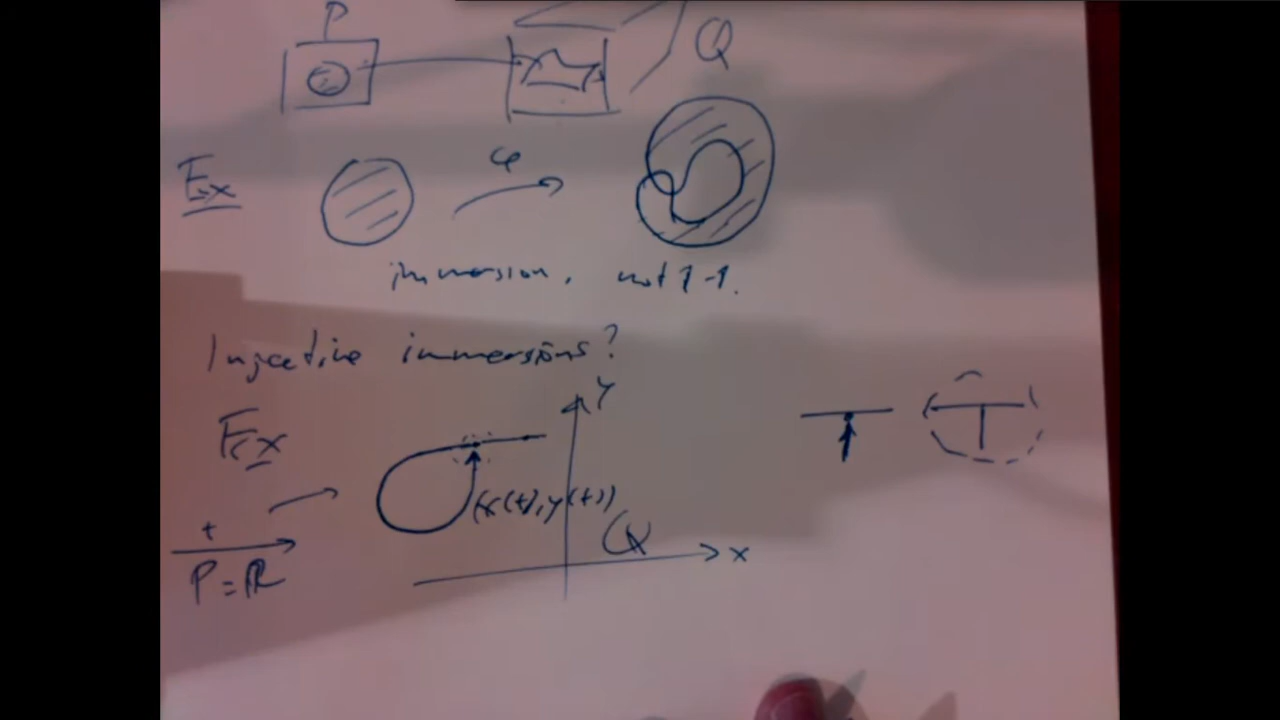 P
Q
Ex φ
immersion, not 1-1.
Injective immersions?
Ex y
(x(t), y(t))
t Q x
P = ℝ